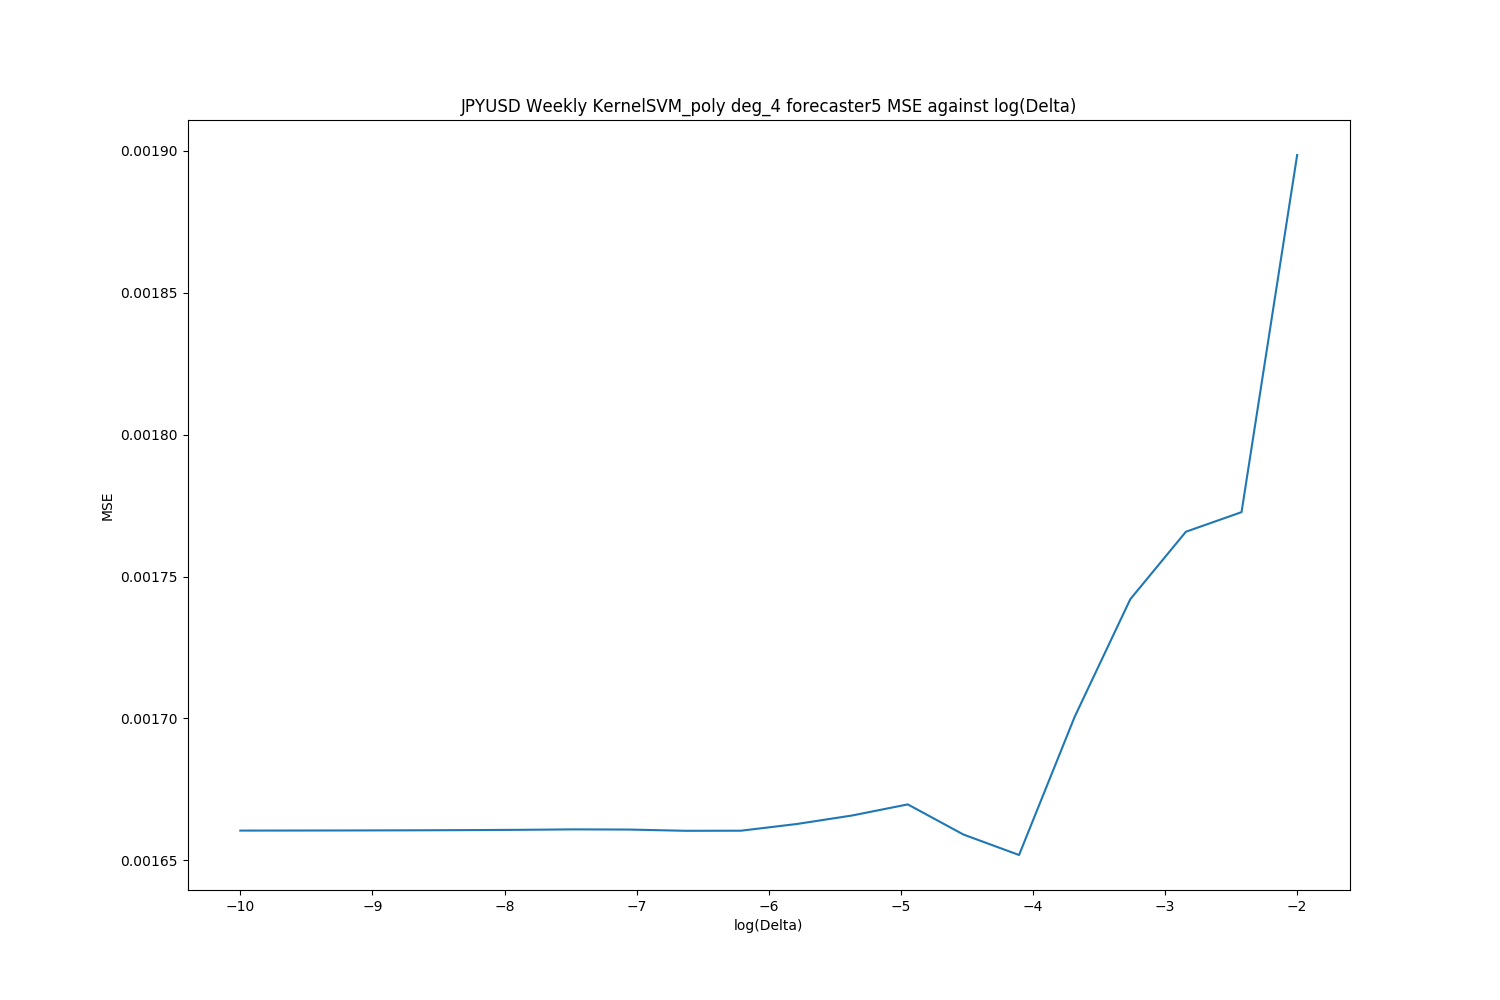 JPYUSD Weekly KernelSVM_poly deg_4 forecaster5 MSE against log(Delta)
0.00190
0.00185
0.00180
0.00175
0.00170
0.00165
MSE
−10 −9 −8 −7 −6 −5 −4 −3 −2
log(Delta)